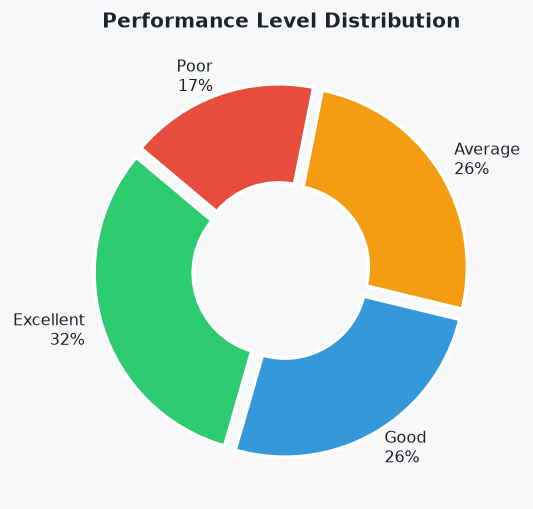 Performance Level Distribution
Poor
17%
Average
26%
Excellent
32%
Good
26%